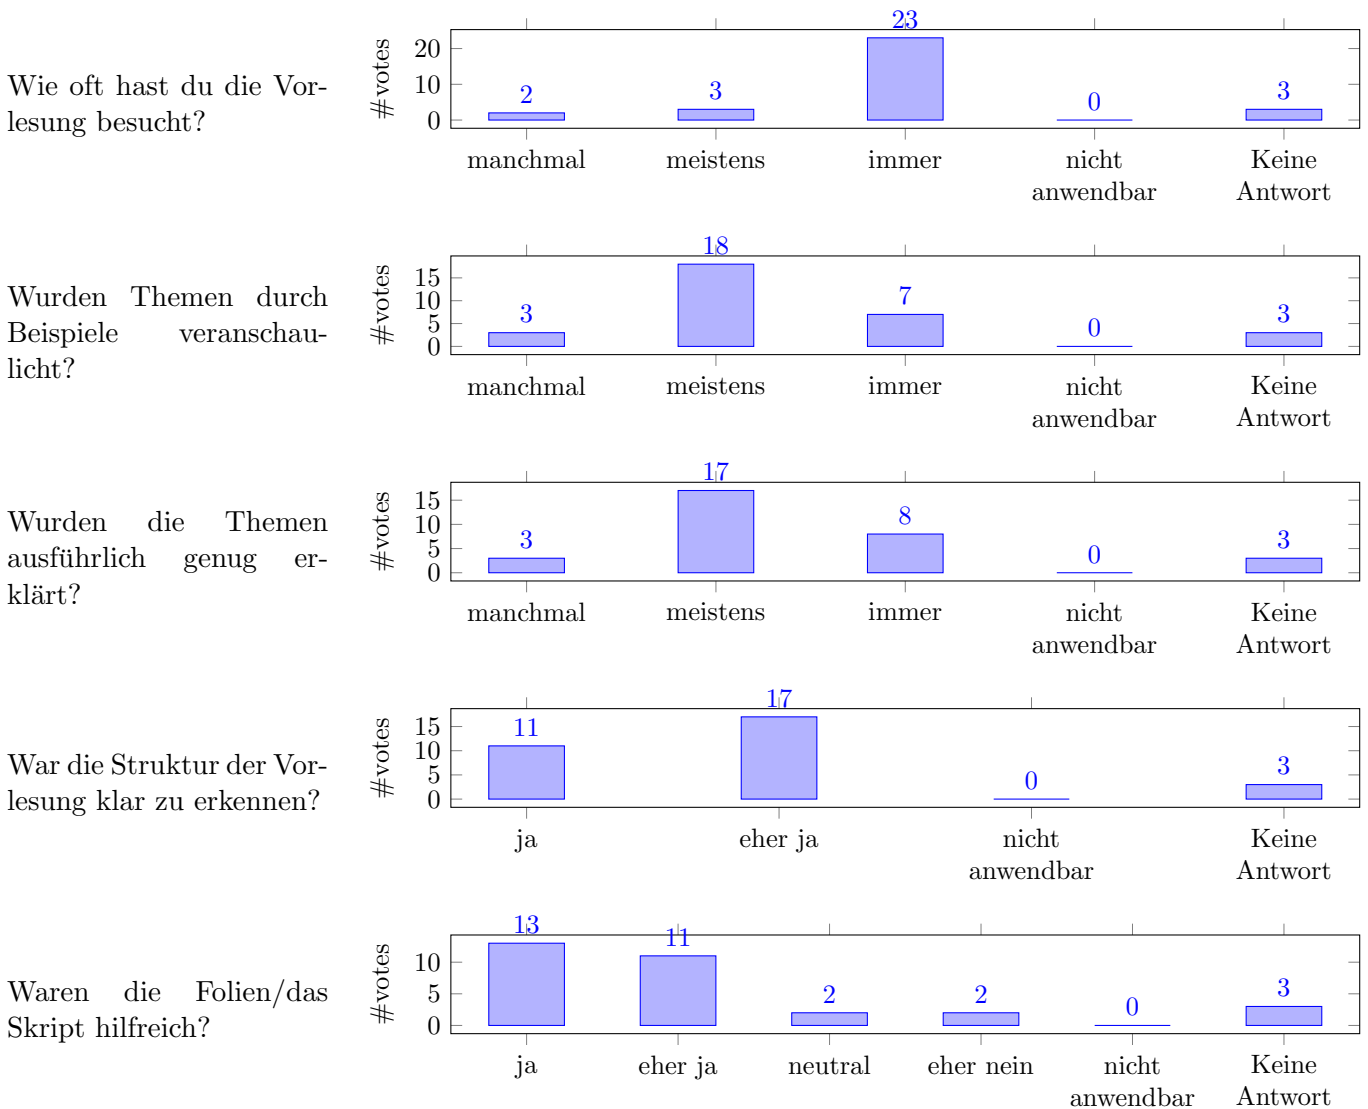 Wie oft hast du die Vor-
lesung besucht?
#votes
20
10
0
2
3
23
0
3
manchmal meistens immer nicht anwendbar Keine Antwort
Wurden Themen durch
Beispiele veranschau-
licht?
#votes
15
10
5
0
3
18
7
0
3
manchmal meistens immer nicht anwendbar Keine Antwort
Wurden die Themen
ausführlich genug er-
klärt?
#votes
15
10
5
0
3
17
8
0
3
manchmal meistens immer nicht anwendbar Keine Antwort
War die Struktur der Vor-
lesung klar zu erkennen?
#votes
15
10
5
0
11
17
0
3
ja eher ja nicht anwendbar Keine Antwort
Waren die Folien/das
Skript hilfreich?
#votes
10
5
0
13
11
2
2
0
3
ja eher ja neutral eher nein nicht anwendbar Keine Antwort